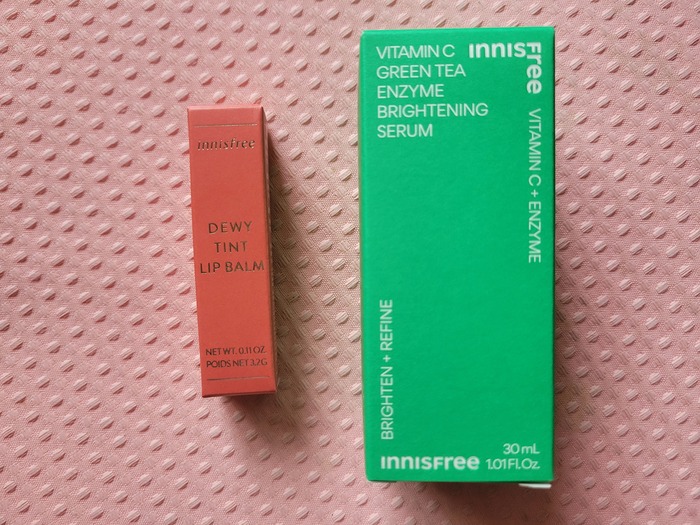 innisfree
DEWY
TINT
LIP BALM
NET WT. 0.11 OZ.
POIDS NET 3.2G
VITAMIN C
GREEN TEA
ENZYME
BRIGHTENING
SERUM
INNISFree
VITAMIN C + ENZYME
BRIGHTEN + REFINE
30 mL
INNISFree 1.01 Fl.Oz.